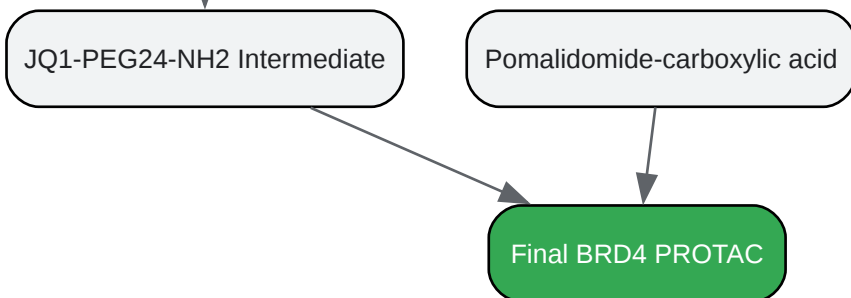 JQ1-PEG24-NH2 Intermediate
Pomalidomide-carboxylic acid
Final BRD4 PROTAC